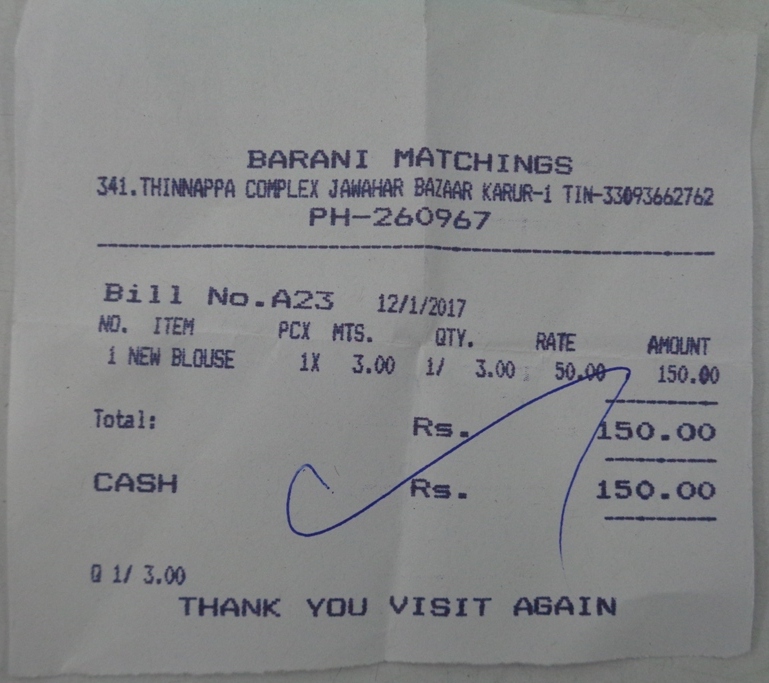 BARANI MATCHINGS
341.THINNAPPA COMPLEX JAWAHAR BAZAAR KARUR-1 TIN-33093662762
PH-260967
Bill No.A23 12/1/2017
NO. ITEM PCX MTS. QTY. RATE AMOUNT
1 NEW BLOUSE 1X 3.00 1/ 3.00 50.00 150.00
Total: Rs. 150.00
CASH Rs. 150.00
Q 1/ 3.00
THANK YOU VISIT AGAIN